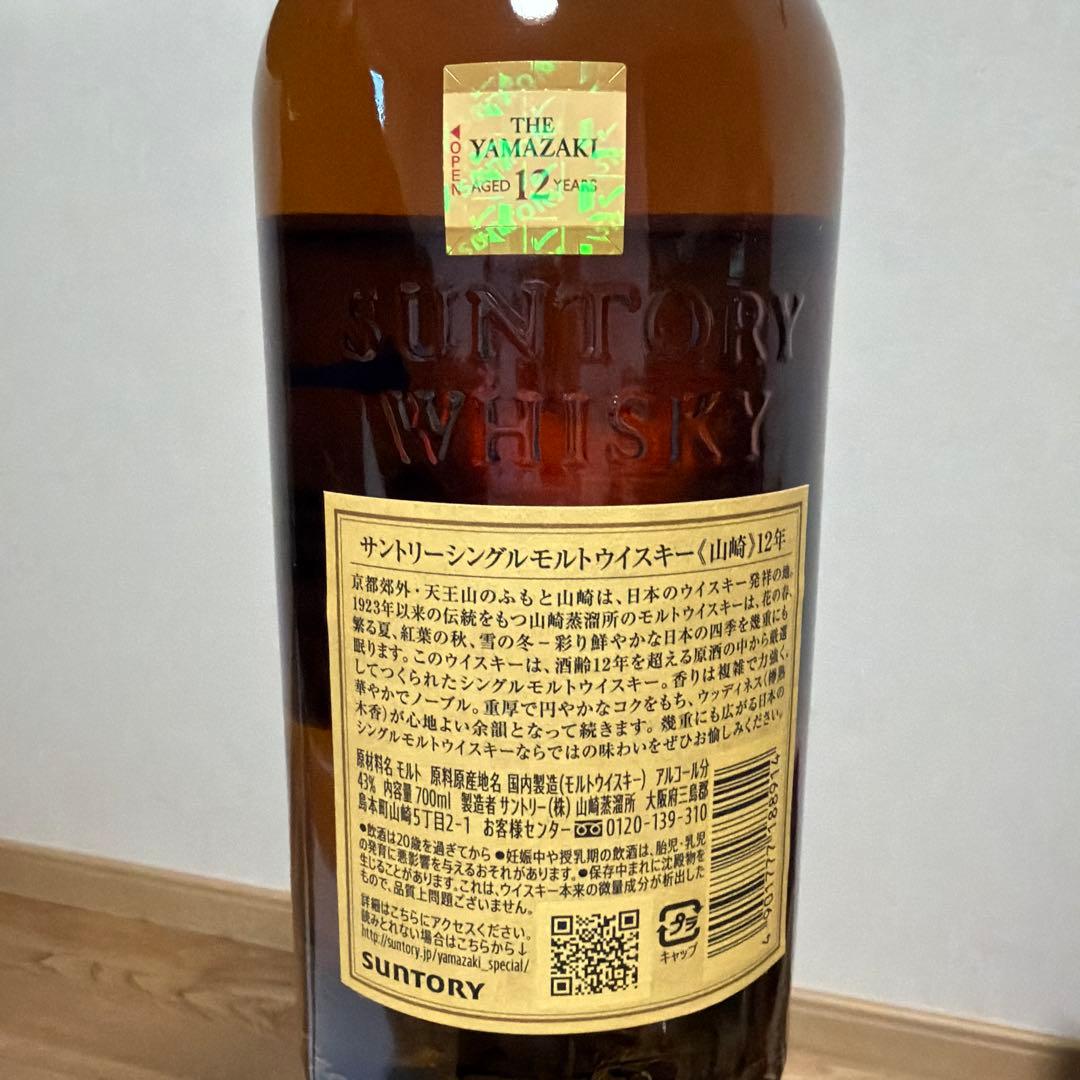 THE
YAMAZAKI
AGED 12 YEARS
◀OPEN
SUNTORY
WHISKY
サントリーシングルモルトウイスキー《山崎》12年
京都郊外・天王山のふもと山崎は、日本のウイスキー発祥の地。
1923年以来の伝統をもつ山崎蒸溜所のモルトウイスキーは、花の春、
繁る夏、紅葉の秋、雪の冬−彩り鮮やかな日本の四季を幾重にも
眠ります。このウイスキーは、酒齢12年を超える原酒の中から厳選
してつくられたシングルモルトウイスキー。香りは複雑で力強く、
華やかでノーブル。重厚で円やかなコクをもち、ウッディネス(樽熟
木香)が心地よい余韻となって続きます。幾重にも広がる日本の
シングルモルトウイスキーならではの味わいをぜひお愉しみください。
原材料名 モルト 原料原産地名 国内製造(モルトウイスキー) アルコール分
43% 内容量 700ml 製造者 サントリー(株) 山崎蒸溜所 大阪府三島郡
島本町山崎5丁目2-1 お客様センター 0120-139-310
●飲酒は20歳を過ぎてから ●妊娠中や授乳期の飲酒は、胎児・乳児
の発育に悪影響を与えるおそれがあります。●保存中まれに沈殿物を
生じることがあります。これは、ウイスキー本来の微量成分が析出した
もので、品質上問題ございません。
詳細はこちらにアクセスください。
読みとれない場合はこちらから↓
http://suntory.jp/yamazaki_special/
SUNTORY
プラ
キャップ
4901777188914